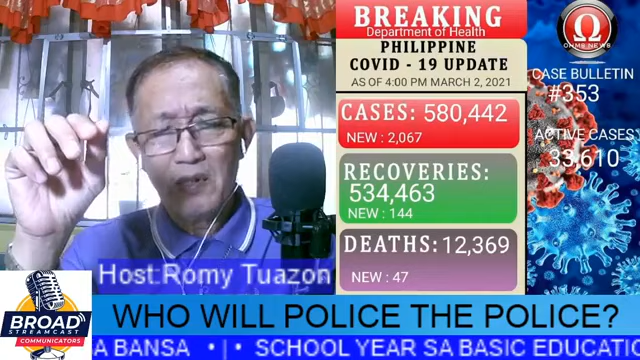 BREAKING
Department of Health
PHILIPPINE
COVID - 19 UPDATE
AS OF 4:00 PM MARCH 2, 2021
CASES: 580,442
NEW : 2,067
RECOVERIES:
534,463
NEW : 144
DEATHS: 12,369
NEW : 47
Ω
OHMS NEWS
CASE BULLETIN
#353
ACTIVE CASES
33,610
Host:Romy Tuazon
BROAD
STREAMCAST
COMMUNICATORS
WHO WILL POLICE THE POLICE?
A BANSA • | • SCHOOL YEAR SA BASIC EDUCATIO